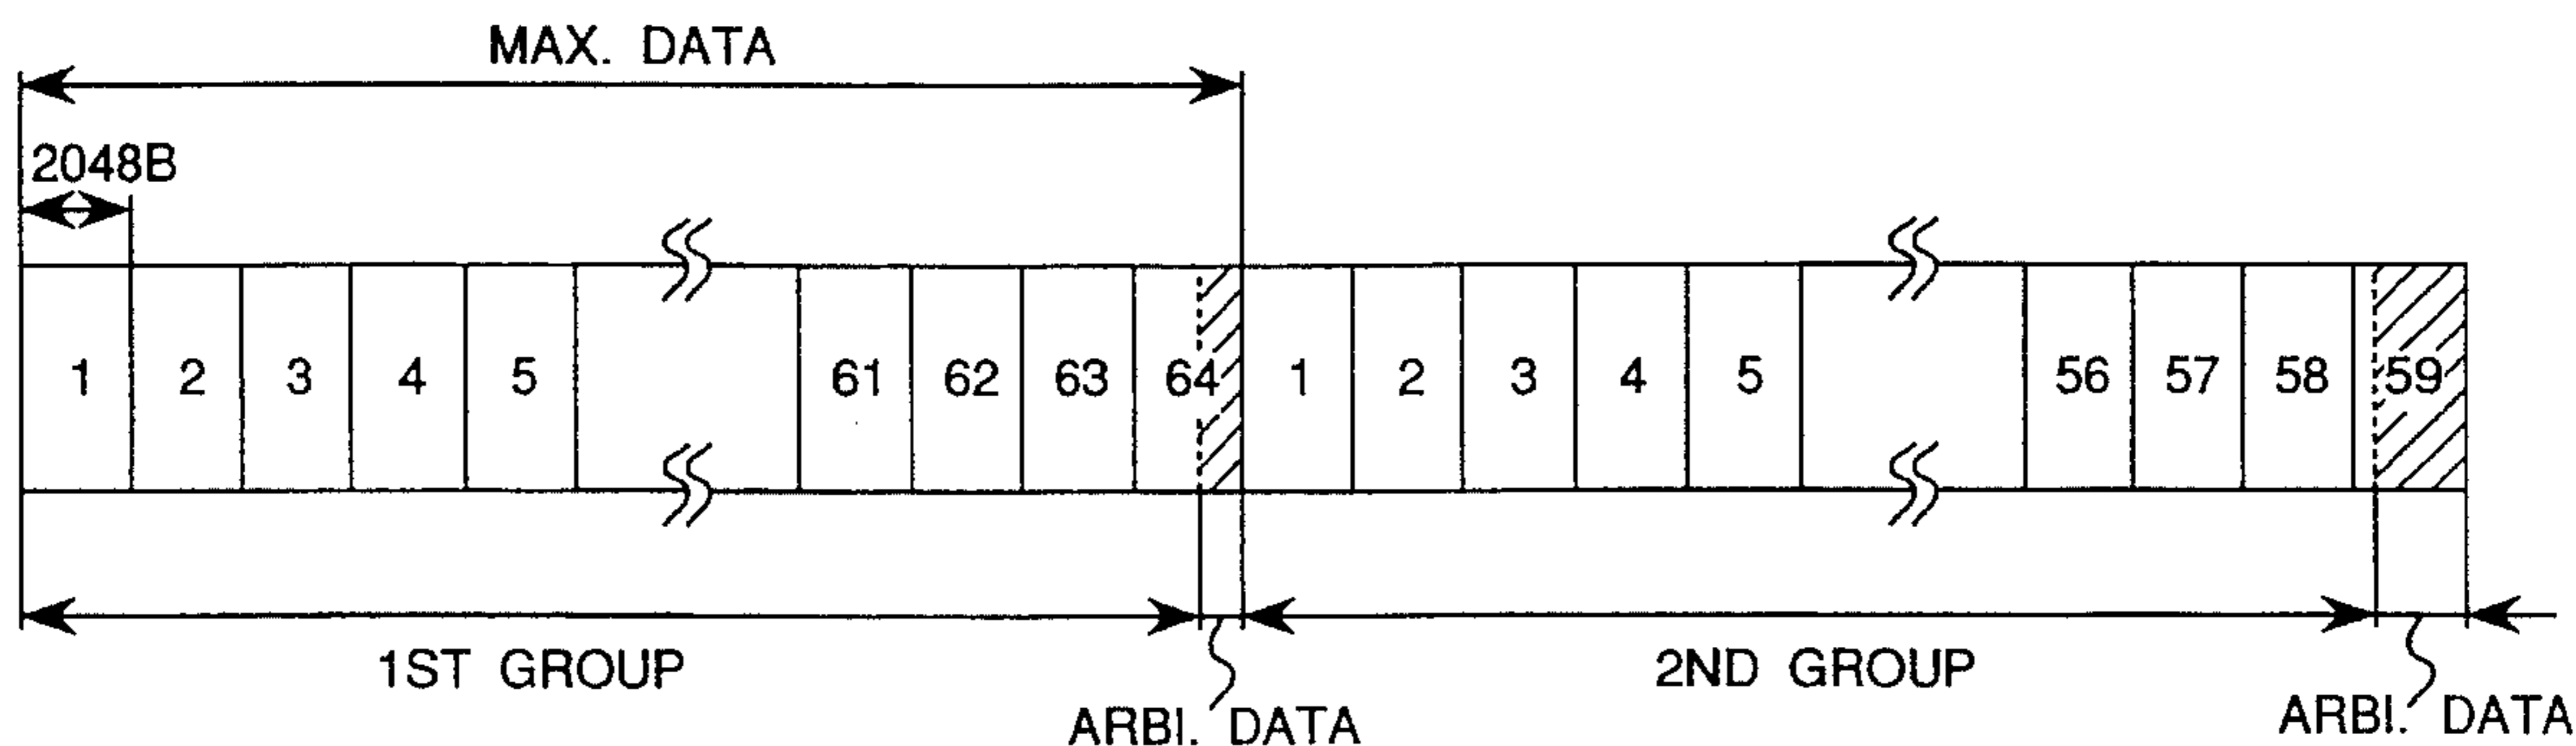 MAX. DATA
2048B
1 2 3 4 5 61 62 63 64 1 2 3 4 5 56 57 58 59
1ST GROUP 2ND GROUP
ARBI. DATA ARBI. DATA